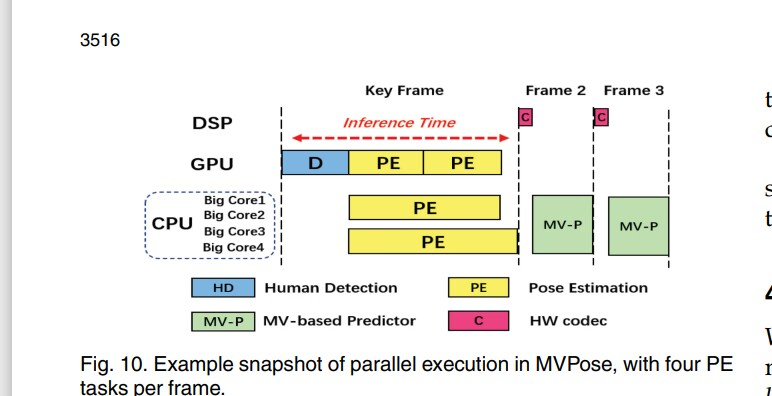 3516
Key Frame Frame 2 Frame 3
DSP Inference Time C C
GPU D PE PE
CPU
Big Core1
Big Core2
Big Core3
Big Core4
PE
PE
MV-P MV-P
HD Human Detection PE Pose Estimation
MV-P MV-based Predictor C HW codec
Fig. 10. Example snapshot of parallel execution in MVPose, with four PE
tasks per frame.